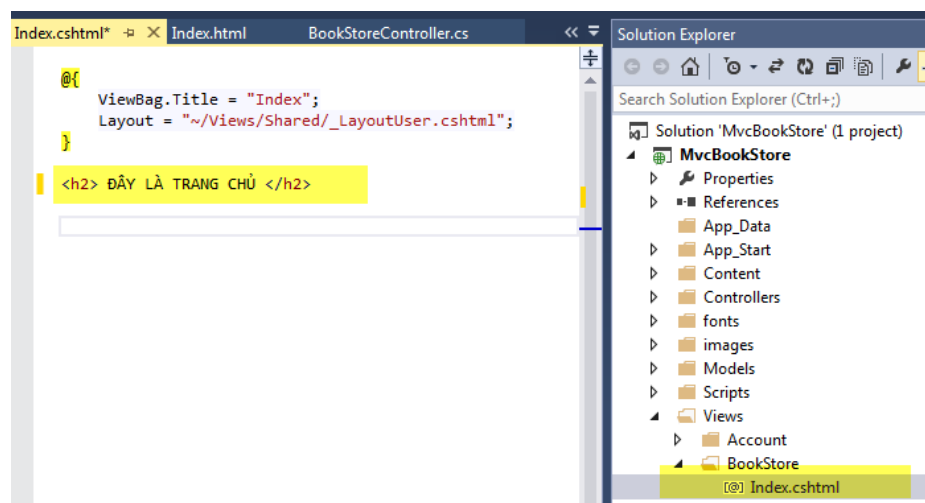 Index.cshtml* Index.html BookStoreController.cs
@{
ViewBag.Title = "Index";
Layout = "~/Views/Shared/_LayoutUser.cshtml";
}
<h2> ĐÂY LÀ TRANG CHỦ </h2>
Solution Explorer
Search Solution Explorer (Ctrl+;)
Solution 'MvcBookStore' (1 project)
MvcBookStore
Properties
References
App_Data
App_Start
Content
Controllers
fonts
images
Models
Scripts
Views
Account
BookStore
[@] Index.cshtml